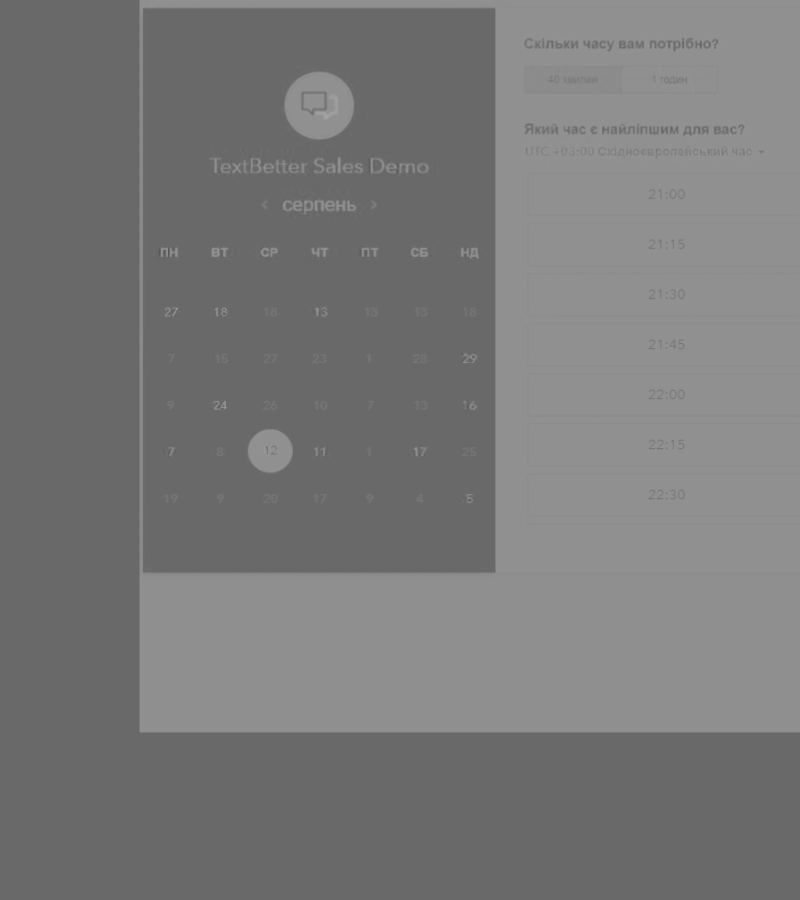 TextBetter Sales Demo
серпень
ПН ВТ СР ЧТ ПТ СБ НД
27 18 18 13 13 13 18
7 15 27 23 1 28 29
9 24 26 10 7 13 16
7 8 12 11 1 17 25
19 9 20 17 9 4 5
Скільки часу вам потрібно?
40 хвилин 1 годин
Який час є найліпшим для вас?
UTC +03:00 Східноєвропейський час
21:00
21:15
21:30
21:45
22:00
22:15
22:30